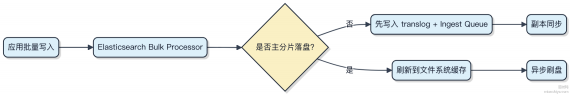 应用批量写入
Elasticsearch Bulk Processor
是否主分片落盘?
否
先写入 translog + Ingest Queue
副本同步
是
刷新到文件系统缓存
异步刷盘